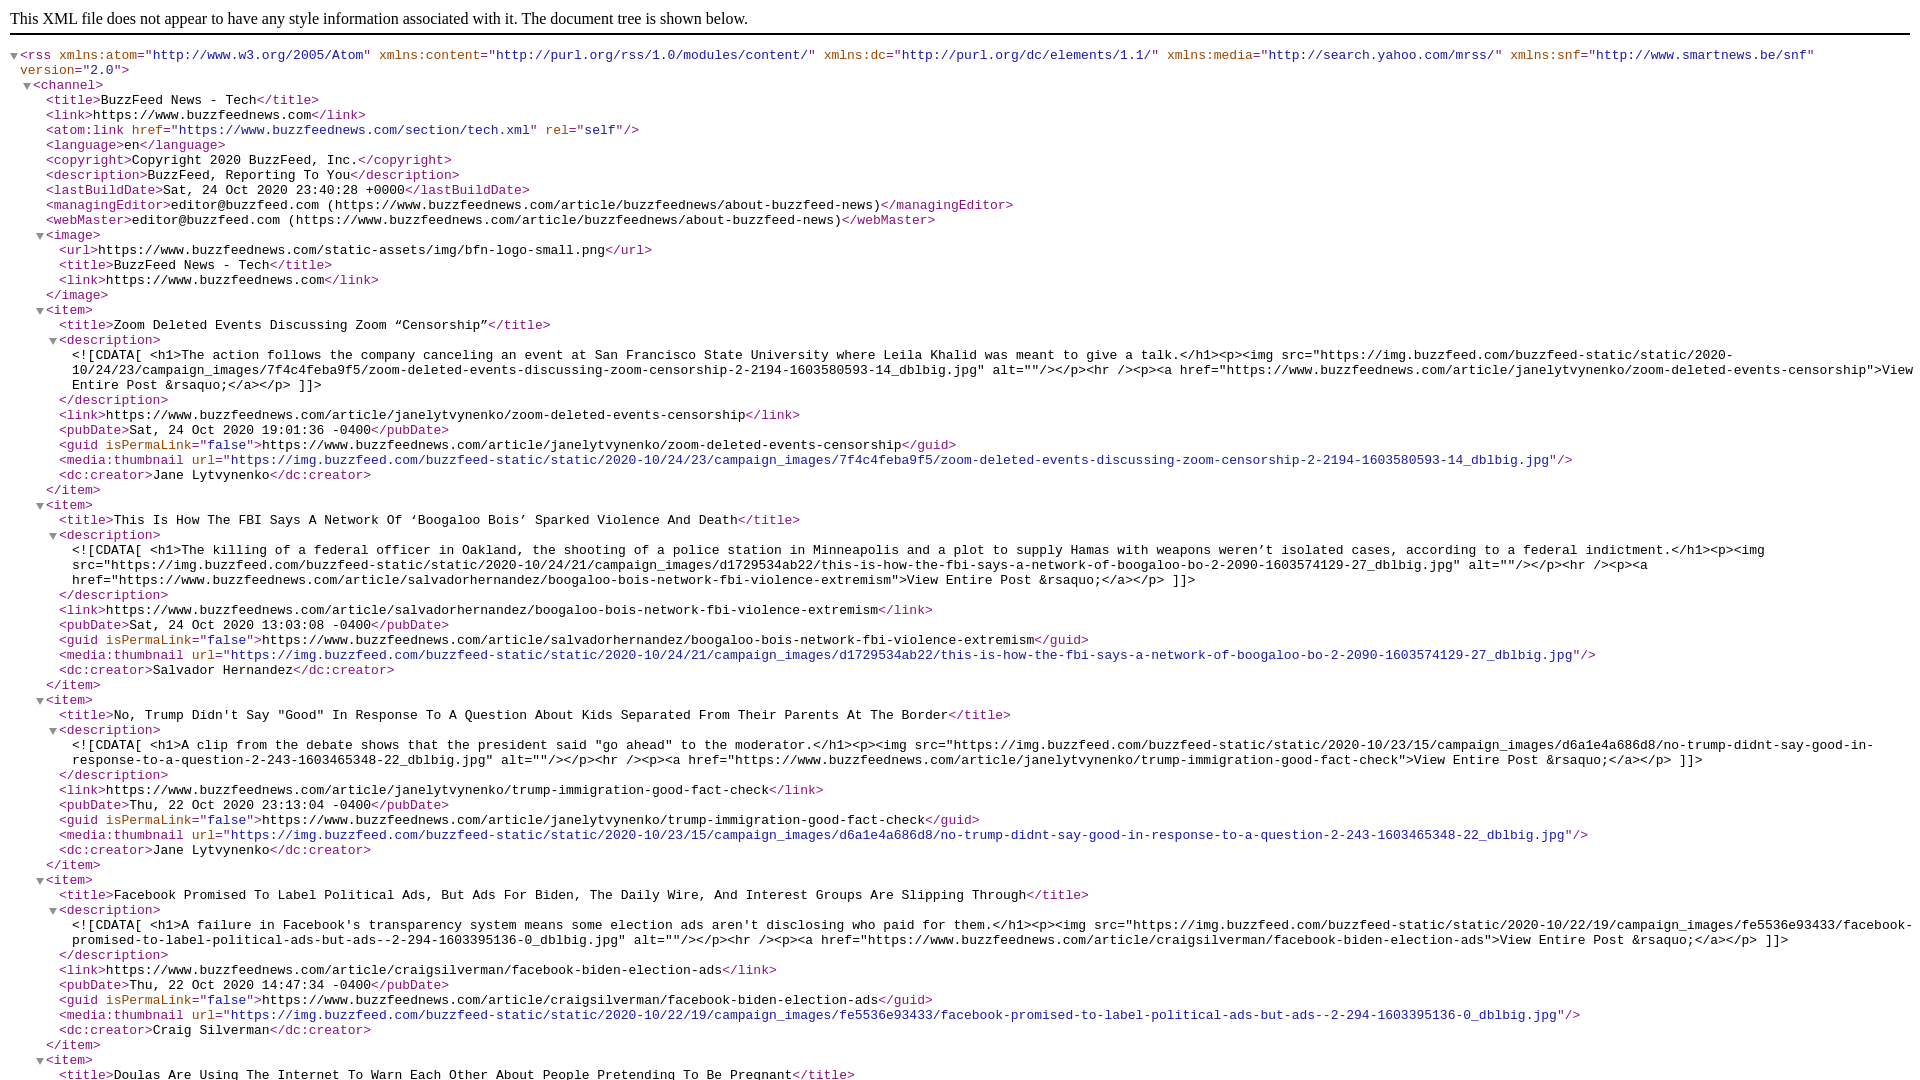 This XML file does not appear to have any style information associated with it. The document tree is shown below.
<rss xmlns:atom="http://www.w3.org/2005/Atom" xmlns:content="http://purl.org/rss/1.0/modules/content/" xmlns:dc="http://purl.org/dc/elements/1.1/" xmlns:media="http://search.yahoo.com/mrss/" xmlns:snf="http://www.smartnews.be/snf"
version="2.0">
<channel>
<title>BuzzFeed News - Tech</title>
<link>https://www.buzzfeednews.com</link>
<atom:link href="https://www.buzzfeednews.com/section/tech.xml" rel="self"/>
<language>en</language>
<copyright>Copyright 2020 BuzzFeed, Inc.</copyright>
<description>BuzzFeed, Reporting To You</description>
<lastBuildDate>Sat, 24 Oct 2020 23:40:28 +0000</lastBuildDate>
<managingEditor>editor@buzzfeed.com (https://www.buzzfeednews.com/article/buzzfeednews/about-buzzfeed-news)</managingEditor>
<webMaster>editor@buzzfeed.com (https://www.buzzfeednews.com/article/buzzfeednews/about-buzzfeed-news)</webMaster>
<image>
<url>https://www.buzzfeednews.com/static-assets/img/bfn-logo-small.png</url>
<title>BuzzFeed News - Tech</title>
<link>https://www.buzzfeednews.com</link>
</image>
<item>
<title>Zoom Deleted Events Discussing Zoom “Censorship”</title>
<description>
<![CDATA[ <h1>The action follows the company canceling an event at San Francisco State University where Leila Khalid was meant to give a talk.</h1><p><img src="https://img.buzzfeed.com/buzzfeed-static/static/2020-
10/24/23/campaign_images/7f4c4feba9f5/zoom-deleted-events-discussing-zoom-censorship-2-2194-1603580593-14_dblbig.jpg" alt=""/></p><hr /><p><a href="https://www.buzzfeednews.com/article/janelytvynenko/zoom-deleted-events-censorship">View
Entire Post &rsaquo;</a></p> ]]>
</description>
<link>https://www.buzzfeednews.com/article/janelytvynenko/zoom-deleted-events-censorship</link>
<pubDate>Sat, 24 Oct 2020 19:01:36 -0400</pubDate>
<guid isPermaLink="false">https://www.buzzfeednews.com/article/janelytvynenko/zoom-deleted-events-censorship</guid>
<media:thumbnail url="https://img.buzzfeed.com/buzzfeed-static/static/2020-10/24/23/campaign_images/7f4c4feba9f5/zoom-deleted-events-discussing-zoom-censorship-2-2194-1603580593-14_dblbig.jpg"/>
<dc:creator>Jane Lytvynenko</dc:creator>
</item>
<item>
<title>This Is How The FBI Says A Network Of ‘Boogaloo Bois’ Sparked Violence And Death</title>
<description>
<![CDATA[ <h1>The killing of a federal officer in Oakland, the shooting of a police station in Minneapolis and a plot to supply Hamas with weapons weren’t isolated cases, according to a federal indictment.</h1><p><img
src="https://img.buzzfeed.com/buzzfeed-static/static/2020-10/24/21/campaign_images/d1729534ab22/this-is-how-the-fbi-says-a-network-of-boogaloo-bo-2-2090-1603574129-27_dblbig.jpg" alt=""/></p><hr /><p><a
href="https://www.buzzfeednews.com/article/salvadorhernandez/boogaloo-bois-network-fbi-violence-extremism">View Entire Post &rsaquo;</a></p> ]]>
</description>
<link>https://www.buzzfeednews.com/article/salvadorhernandez/boogaloo-bois-network-fbi-violence-extremism</link>
<pubDate>Sat, 24 Oct 2020 13:03:08 -0400</pubDate>
<guid isPermaLink="false">https://www.buzzfeednews.com/article/salvadorhernandez/boogaloo-bois-network-fbi-violence-extremism</guid>
<media:thumbnail url="https://img.buzzfeed.com/buzzfeed-static/static/2020-10/24/21/campaign_images/d1729534ab22/this-is-how-the-fbi-says-a-network-of-boogaloo-bo-2-2090-1603574129-27_dblbig.jpg"/>
<dc:creator>Salvador Hernandez</dc:creator>
</item>
<item>
<title>No, Trump Didn't Say "Good" In Response To A Question About Kids Separated From Their Parents At The Border</title>
<description>
<![CDATA[ <h1>A clip from the debate shows that the president said "go ahead" to the moderator.</h1><p><img src="https://img.buzzfeed.com/buzzfeed-static/static/2020-10/23/15/campaign_images/d6a1e4a686d8/no-trump-didnt-say-good-in-
response-to-a-question-2-243-1603465348-22_dblbig.jpg" alt=""/></p><hr /><p><a href="https://www.buzzfeednews.com/article/janelytvynenko/trump-immigration-good-fact-check">View Entire Post &rsaquo;</a></p> ]]>
</description>
<link>https://www.buzzfeednews.com/article/janelytvynenko/trump-immigration-good-fact-check</link>
<pubDate>Thu, 22 Oct 2020 23:13:04 -0400</pubDate>
<guid isPermaLink="false">https://www.buzzfeednews.com/article/janelytvynenko/trump-immigration-good-fact-check</guid>
<media:thumbnail url="https://img.buzzfeed.com/buzzfeed-static/static/2020-10/23/15/campaign_images/d6a1e4a686d8/no-trump-didnt-say-good-in-response-to-a-question-2-243-1603465348-22_dblbig.jpg"/>
<dc:creator>Jane Lytvynenko</dc:creator>
</item>
<item>
<title>Facebook Promised To Label Political Ads, But Ads For Biden, The Daily Wire, And Interest Groups Are Slipping Through</title>
<description>
<![CDATA[ <h1>A failure in Facebook's transparency system means some election ads aren't disclosing who paid for them.</h1><p><img src="https://img.buzzfeed.com/buzzfeed-static/static/2020-10/22/19/campaign_images/fe5536e93433/facebook-
promised-to-label-political-ads-but-ads--2-294-1603395136-0_dblbig.jpg" alt=""/></p><hr /><p><a href="https://www.buzzfeednews.com/article/craigsilverman/facebook-biden-election-ads">View Entire Post &rsaquo;</a></p> ]]>
</description>
<link>https://www.buzzfeednews.com/article/craigsilverman/facebook-biden-election-ads</link>
<pubDate>Thu, 22 Oct 2020 14:47:34 -0400</pubDate>
<guid isPermaLink="false">https://www.buzzfeednews.com/article/craigsilverman/facebook-biden-election-ads</guid>
<media:thumbnail url="https://img.buzzfeed.com/buzzfeed-static/static/2020-10/22/19/campaign_images/fe5536e93433/facebook-promised-to-label-political-ads-but-ads--2-294-1603395136-0_dblbig.jpg"/>
<dc:creator>Craig Silverman</dc:creator>
</item>
<item>
<title>Doulas Are Using The Internet To Warn Each Other About People Pretending To Be Pregnant</title>